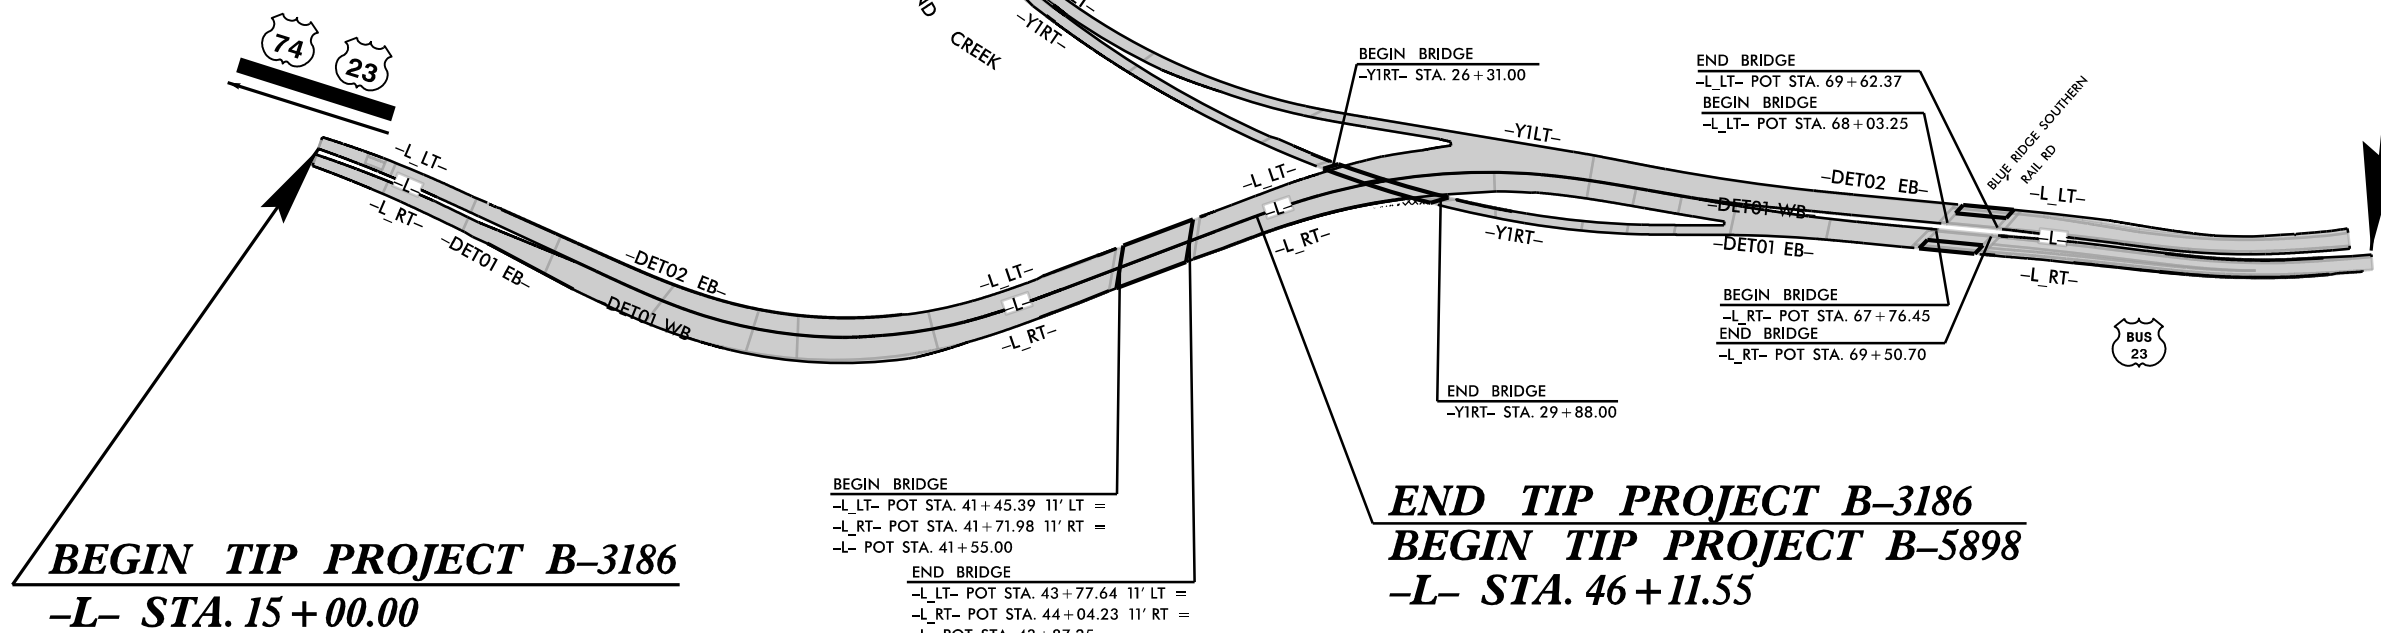 74
23
–L_LT–
–L–
–L_RT–
–DET01 EB–
–DET02 EB–
DET01 WB
–L_LT–
–L–
–L_RT–
CREEK
–Y1RT–
BEGIN BRIDGE
–Y1RT– STA. 26+31.00
–L_LT–
–L–
–L_RT–
–Y1LT–
–Y1RT–
END BRIDGE
–L_LT– POT STA. 69+62.37
BEGIN BRIDGE
–L_LT– POT STA. 68+03.25
BLUE RIDGE SOUTHERN
RAIL RD
–DET02 EB–
–DET01 WB–
–DET01 EB–
–L_LT–
–L–
–L_RT–
BEGIN BRIDGE
–L_RT– POT STA. 67+76.45
END BRIDGE
–L_RT– POT STA. 69+50.70
BUS
23
END BRIDGE
–Y1RT– STA. 29+88.00
BEGIN BRIDGE
–L_LT– POT STA. 41+45.39 11' LT =
–L_RT– POT STA. 41+71.98 11' RT =
–L– POT STA. 41+55.00
END BRIDGE
–L_LT– POT STA. 43+77.64 11' LT =
–L_RT– POT STA. 44+04.23 11' RT =
BEGIN TIP PROJECT B–3186
–L– STA. 15+00.00
END TIP PROJECT B–3186
BEGIN TIP PROJECT B–5898
–L– STA. 46+11.55